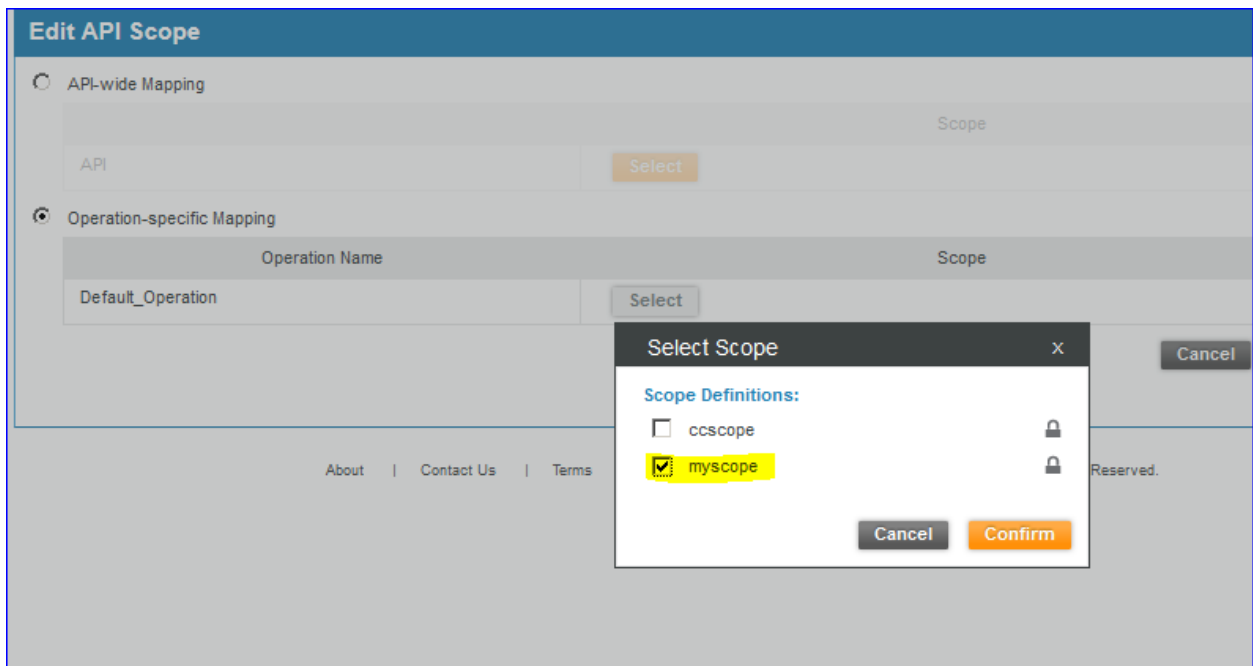 Edit API Scope
API-wide Mapping
Scope
API
Select
Operation-specific Mapping
Operation Name Scope
Default_Operation
Select
Select Scope x
Cancel
Scope Definitions:
ccscope
myscope
About | Contact Us | Terms
Reserved.
Cancel Confirm